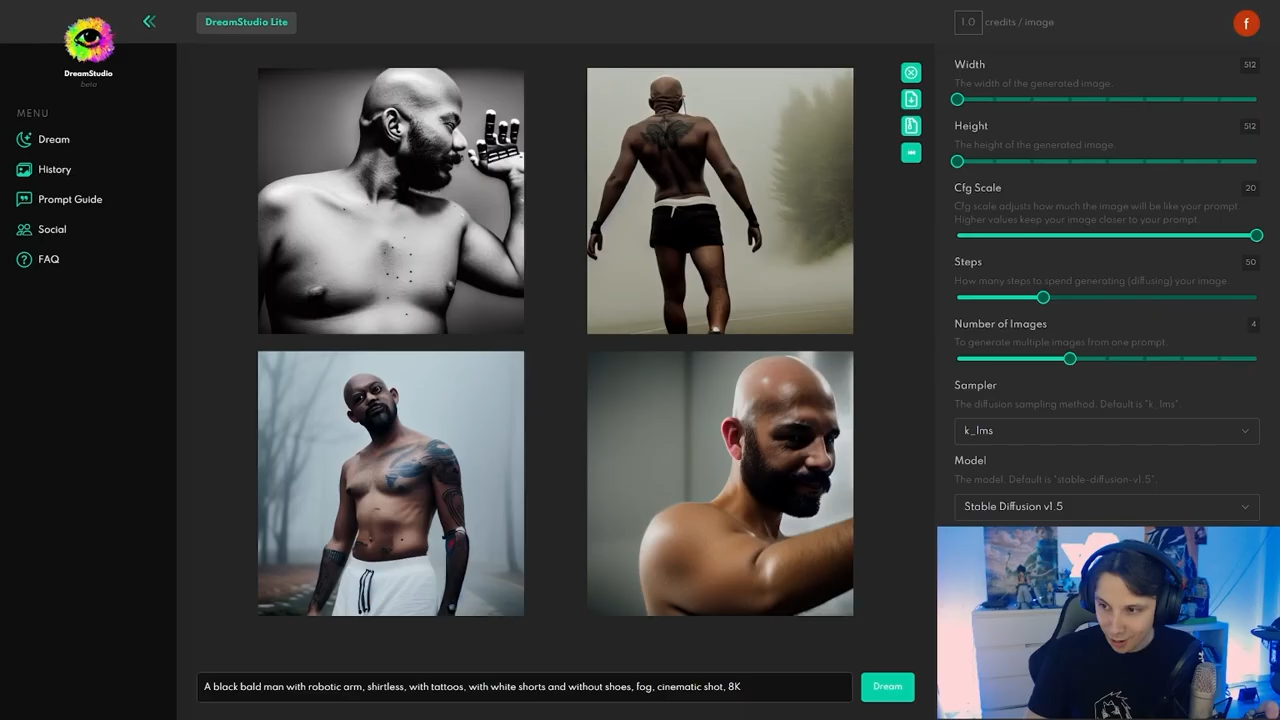 DreamStudio
beta
MENU
Dream
History
Prompt Guide
Social
FAQ
DreamStudio Lite
1.0 credits / image
f
Width
512
The width of the generated image.
Height
512
The height of the generated image.
Cfg Scale
20
Cfg scale adjusts how much the image will be like your prompt.
Higher values keep your image closer to your prompt.
Steps
50
How many steps to spend generating (diffusing) your image.
Number of Images
4
To generate multiple images from one prompt.
Sampler
The diffusion sampling method. Default is "k_lms".
k_lms
Model
The model. Default is "stable-diffusion-v1.5".
Stable Diffusion v1.5
A black bald man with robotic arm, shirtless, with tattoos, with white shorts and without shoes, fog, cinematic shot, 8K
Dream